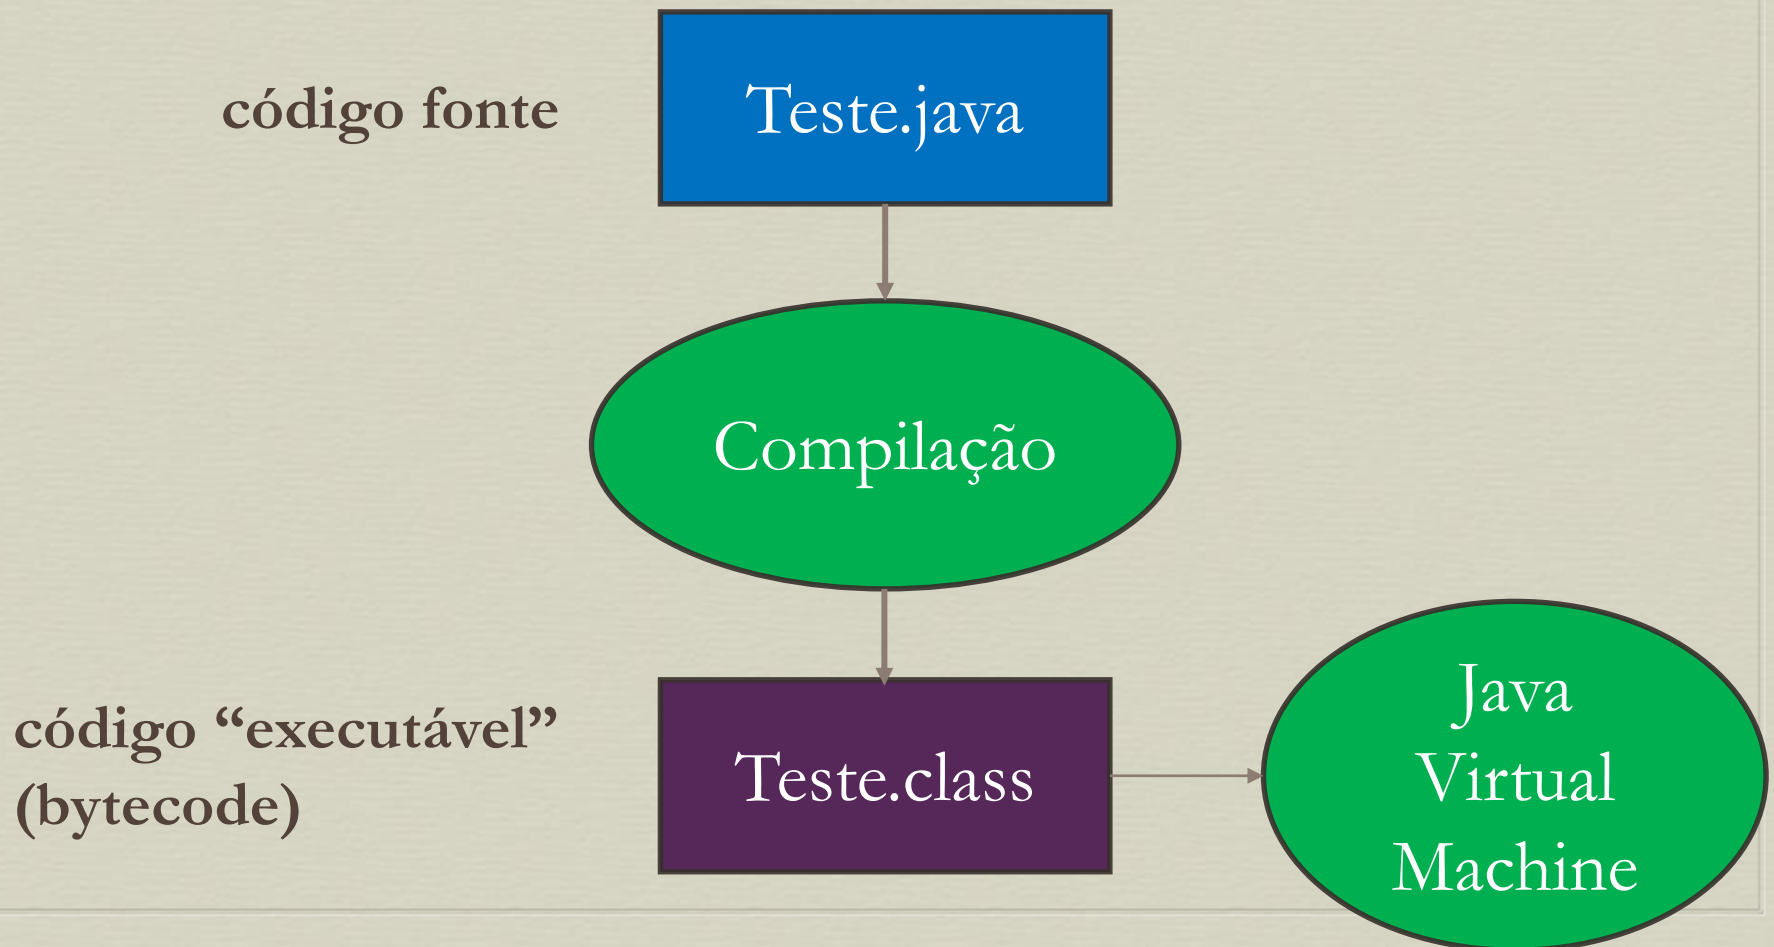 código fonte
Teste.java
Compilação
código “executável”
(bytecode)
Teste.class
Java
Virtual
Machine